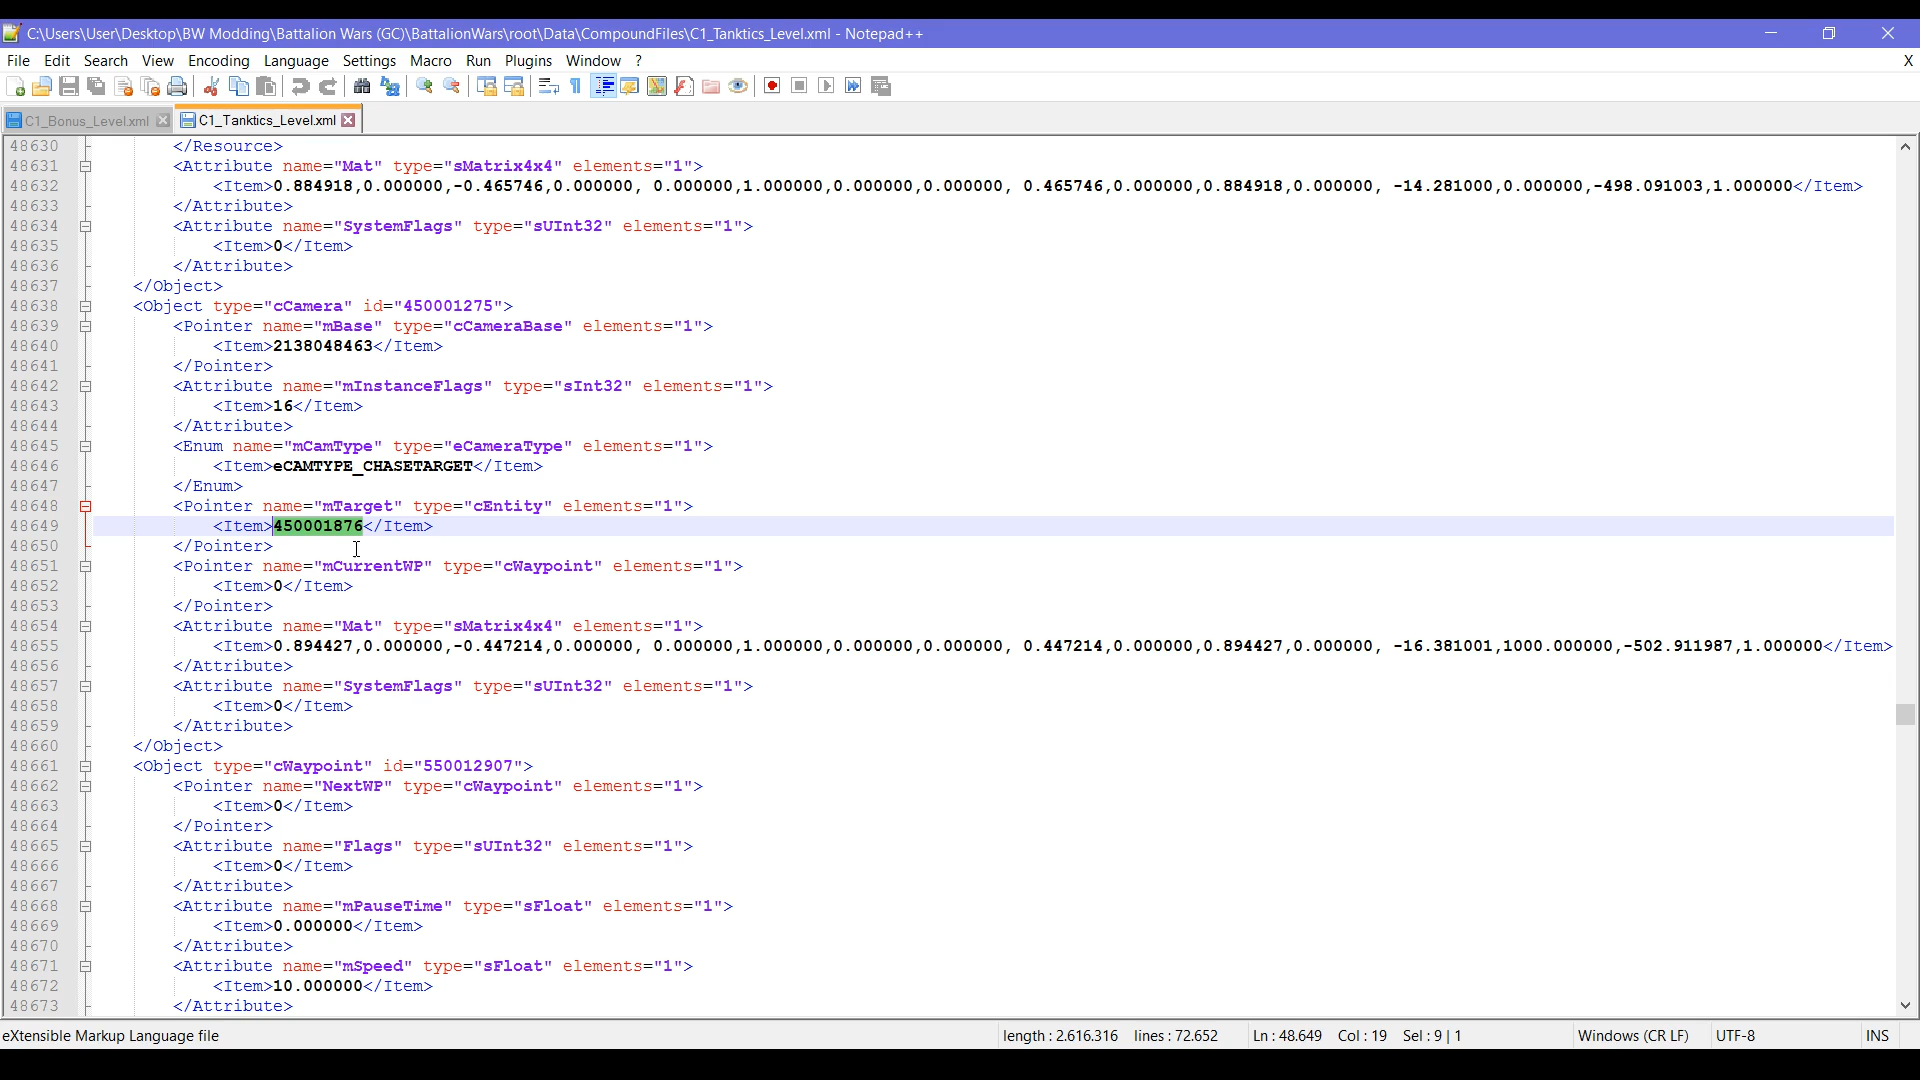 C:\Users\User\Desktop\BW Modding\Battalion Wars (GC)\BattalionWars\root\Data\CompoundFiles\C1_Tanktics_Level.xml - Notepad++
File Edit Search View Encoding Language Settings Macro Run Plugins Window ? X
C1_Bonus_Level.xml C1_Tanktics_Level.xml
48630 </Resource>
48631 <Attribute name="Mat" type="sMatrix4x4" elements="1">
48632 <Item>0.884918,0.000000,-0.465746,0.000000, 0.000000,1.000000,0.000000,0.000000, 0.465746,0.000000,0.884918,0.000000, -14.281000,0.000000,-498.091003,1.000000</Item>
48633 </Attribute>
48634 <Attribute name="SystemFlags" type="sUInt32" elements="1">
48635 <Item>0</Item>
48636 </Attribute>
48637 </Object>
48638 <Object type="cCamera" id="450001275">
48639 <Pointer name="mBase" type="cCameraBase" elements="1">
48640 <Item>2138048463</Item>
48641 </Pointer>
48642 <Attribute name="mInstanceFlags" type="sInt32" elements="1">
48643 <Item>16</Item>
48644 </Attribute>
48645 <Enum name="mCamType" type="eCameraType" elements="1">
48646 <Item>eCAMTYPE_CHASETARGET</Item>
48647 </Enum>
48648 <Pointer name="mTarget" type="cEntity" elements="1">
48649 <Item>450001876</Item>
48650 </Pointer>
48651 <Pointer name="mCurrentWP" type="cWaypoint" elements="1">
48652 <Item>0</Item>
48653 </Pointer>
48654 <Attribute name="Mat" type="sMatrix4x4" elements="1">
48655 <Item>0.894427,0.000000,-0.447214,0.000000, 0.000000,1.000000,0.000000,0.000000, 0.447214,0.000000,0.894427,0.000000, -16.381001,1000.000000,-502.911987,1.000000</Item>
48656 </Attribute>
48657 <Attribute name="SystemFlags" type="sUInt32" elements="1">
48658 <Item>0</Item>
48659 </Attribute>
48660 </Object>
48661 <Object type="cWaypoint" id="550012907">
48662 <Pointer name="NextWP" type="cWaypoint" elements="1">
48663 <Item>0</Item>
48664 </Pointer>
48665 <Attribute name="Flags" type="sUInt32" elements="1">
48666 <Item>0</Item>
48667 </Attribute>
48668 <Attribute name="mPauseTime" type="sFloat" elements="1">
48669 <Item>0.000000</Item>
48670 </Attribute>
48671 <Attribute name="mSpeed" type="sFloat" elements="1">
48672 <Item>10.000000</Item>
48673 </Attribute>
eXtensible Markup Language file length : 2.616.316 lines : 72.652 Ln : 48.649 Col : 19 Sel : 9 | 1 Windows (CR LF) UTF-8 INS